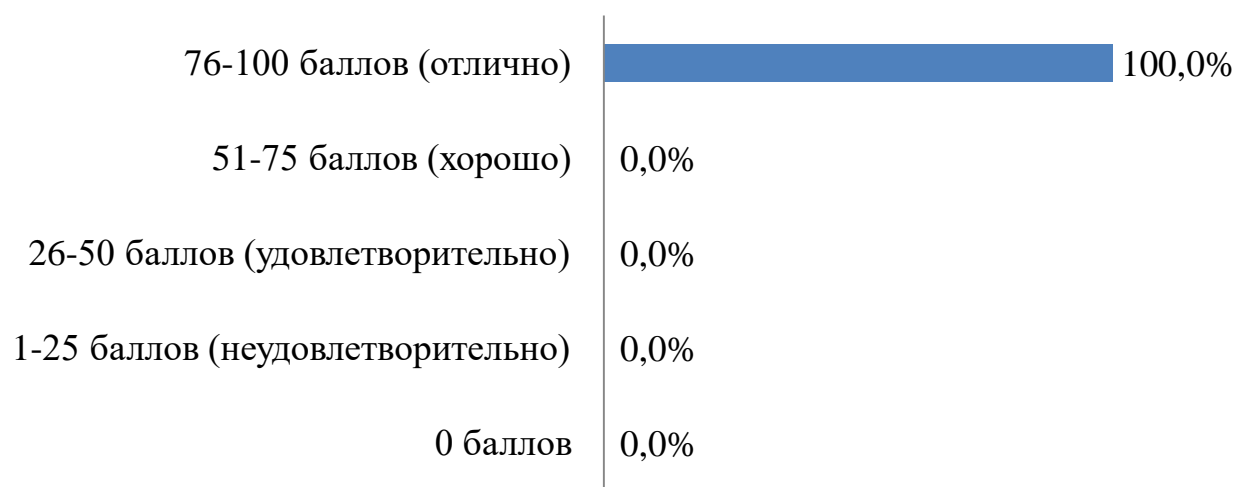 76-100 баллов (отлично) 100,0%
51-75 баллов (хорошо) 0,0%
26-50 баллов (удовлетворительно) 0,0%
1-25 баллов (неудовлетворительно) 0,0%
0 баллов 0,0%